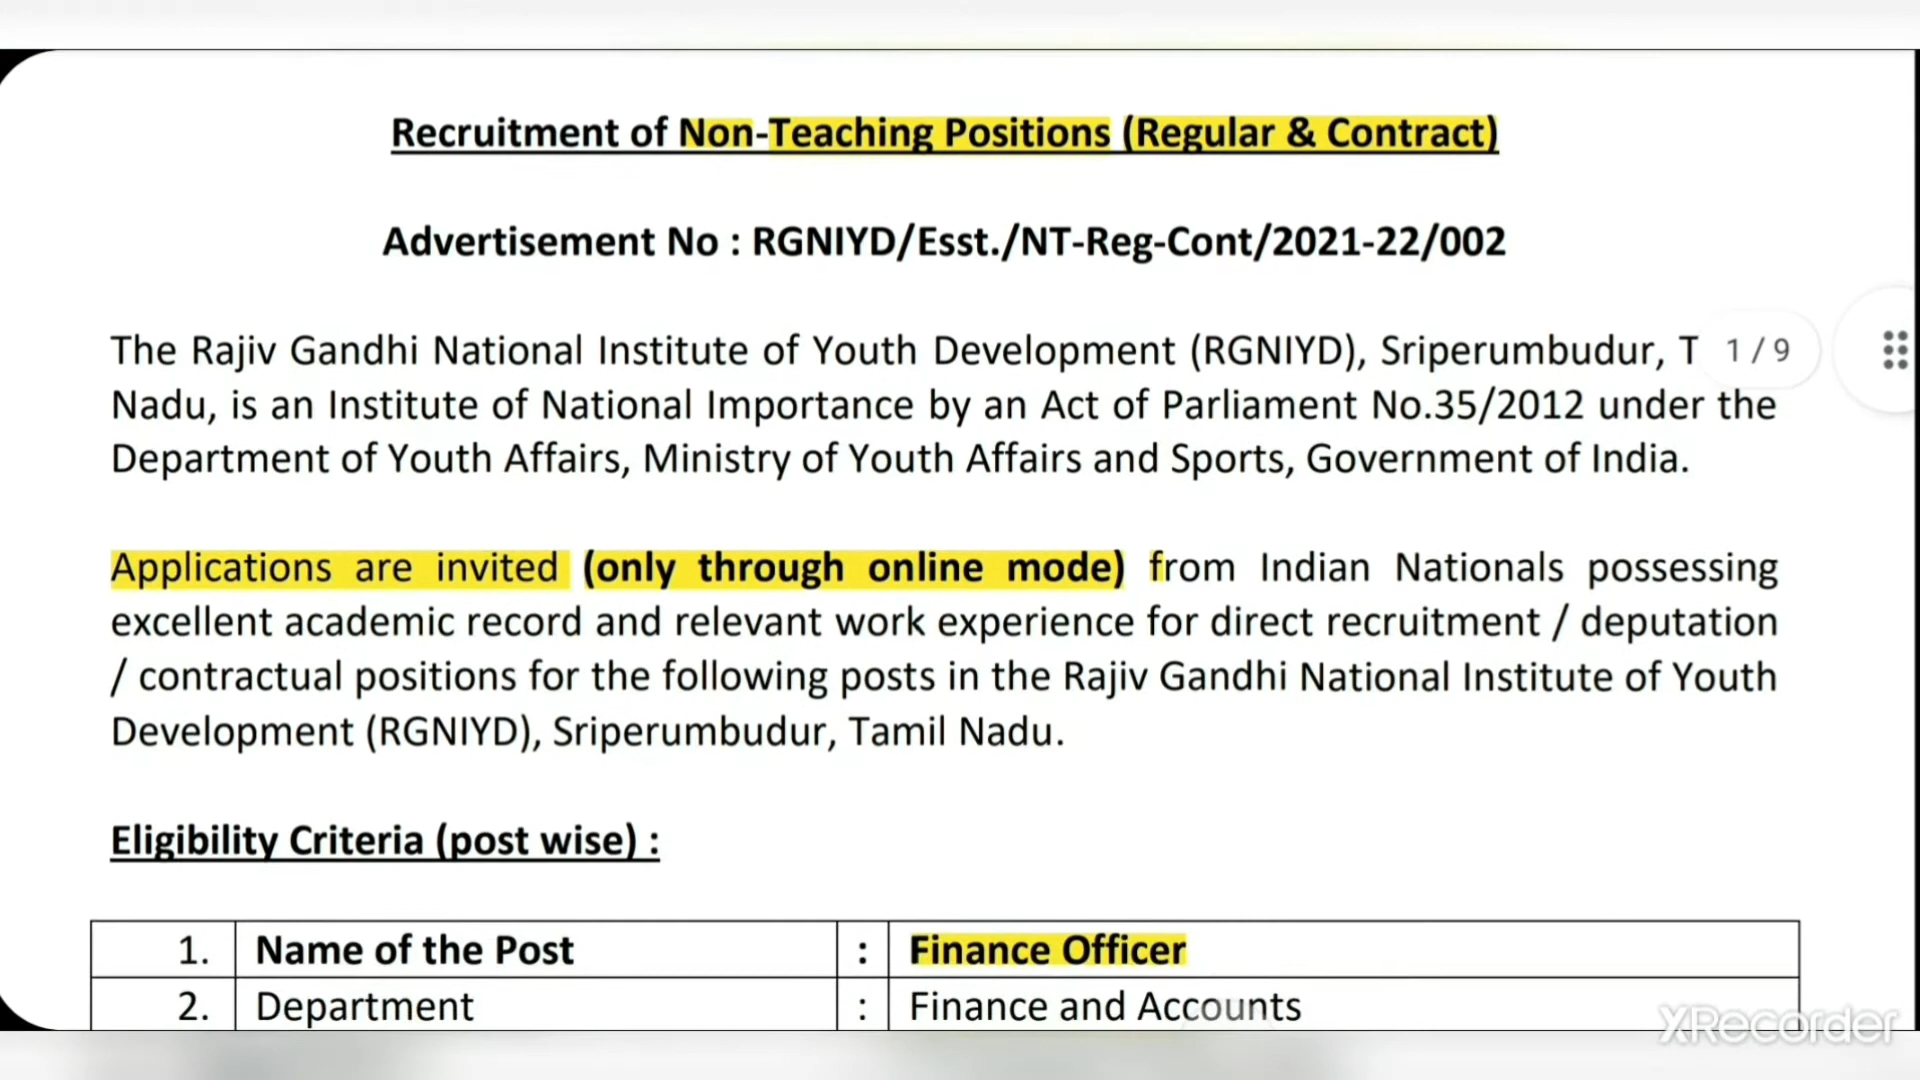 Recruitment of Non-Teaching Positions (Regular & Contract)
Advertisement No : RGNIYD/Esst./NT-Reg-Cont/2021-22/002
The Rajiv Gandhi National Institute of Youth Development (RGNIYD), Sriperumbudur, T
1 / 9
Nadu, is an Institute of National Importance by an Act of Parliament No.35/2012 under the
Department of Youth Affairs, Ministry of Youth Affairs and Sports, Government of India.
Applications are invited (only through online mode) from Indian Nationals possessing
excellent academic record and relevant work experience for direct recruitment / deputation
/ contractual positions for the following posts in the Rajiv Gandhi National Institute of Youth
Development (RGNIYD), Sriperumbudur, Tamil Nadu.
Eligibility Criteria (post wise) :
1. Name of the Post : Finance Officer
2. Department : Finance and Accounts
XRecorder